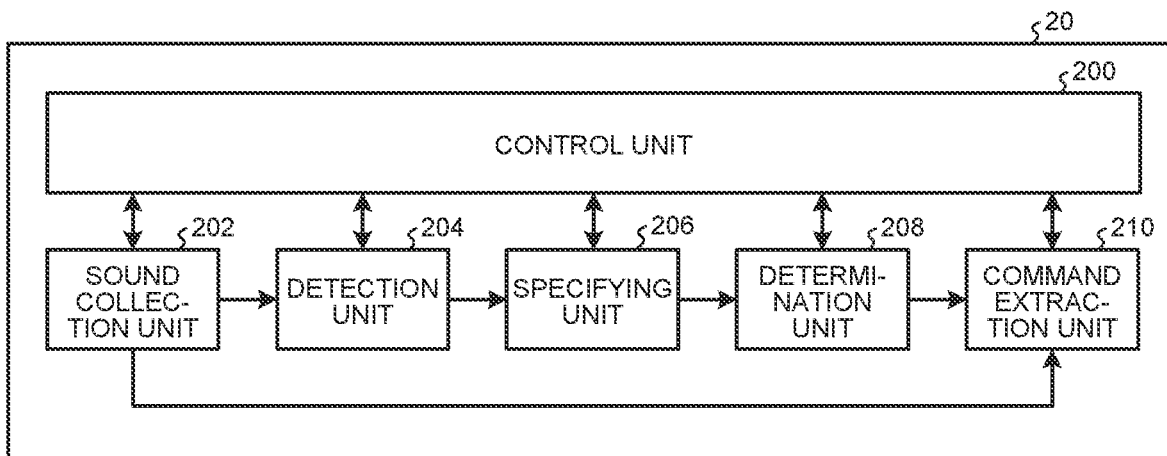 20
200
CONTROL UNIT
202
204
206
208
210
SOUND
COLLEC-
TION UNIT
DETECTION
UNIT
SPECIFYING
UNIT
DETERMI-
NATION
UNIT
COMMAND
EXTRAC-
TION UNIT